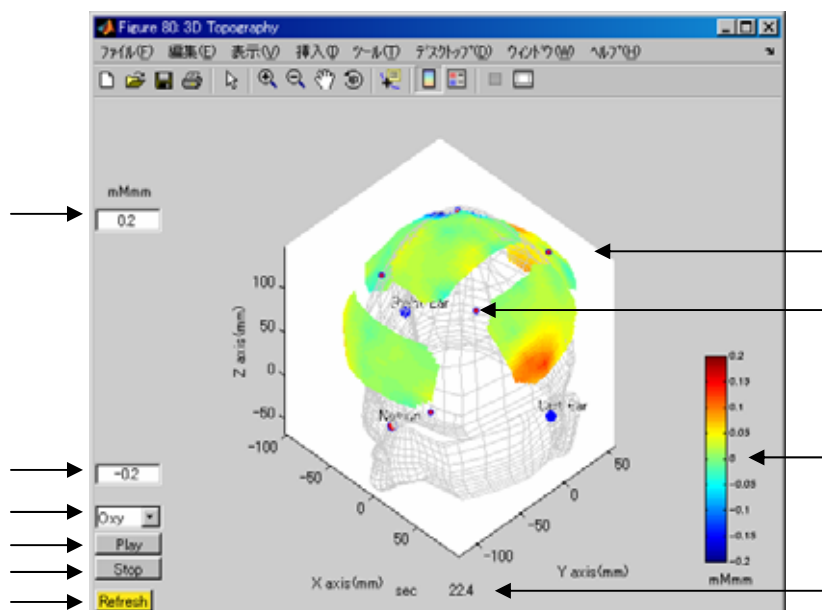 Figure 80: 3D Topography
ファイル(F) 編集(E) 表示(V) 挿入(I) ツール(T) デスクトップ(D) ウィンドウ(W) ヘルプ(H)
mMmm
0.2
-0.2
Oxy
Play
Stop
Refresh
Z axis(mm)
100
50
0
-50
-100
-50
0
50
X axis(mm)
-100
-50
0
50
Y axis(mm)
Right Ear
Nasion
Left Ear
sec 22.4
0.2
0.15
0.1
0.05
0
-0.05
-0.1
-0.15
-0.2
mMmm